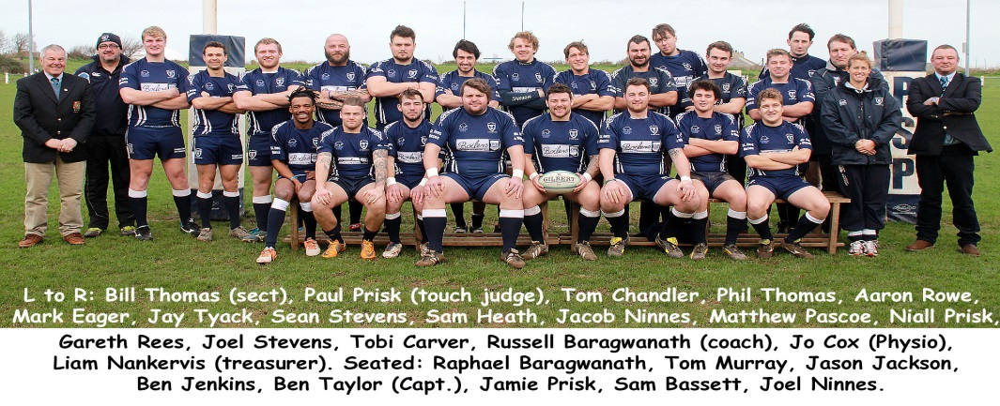 L to R: Bill Thomas (sect), Paul Prisk (touch judge), Tom Chandler, Phil Thomas, Aaron Rowe,
Mark Eager, Jay Tyack, Sean Stevens, Sam Heath, Jacob Ninnes, Matthew Pascoe, Niall Prisk,
Gareth Rees, Joel Stevens, Tobi Carver, Russell Baragwanath (coach), Jo Cox (Physio),
Liam Nankervis (treasurer). Seated: Raphael Baragwanath, Tom Murray, Jason Jackson,
Ben Jenkins, Ben Taylor (Capt.), Jamie Prisk, Sam Bassett, Joel Ninnes.
GILBERT